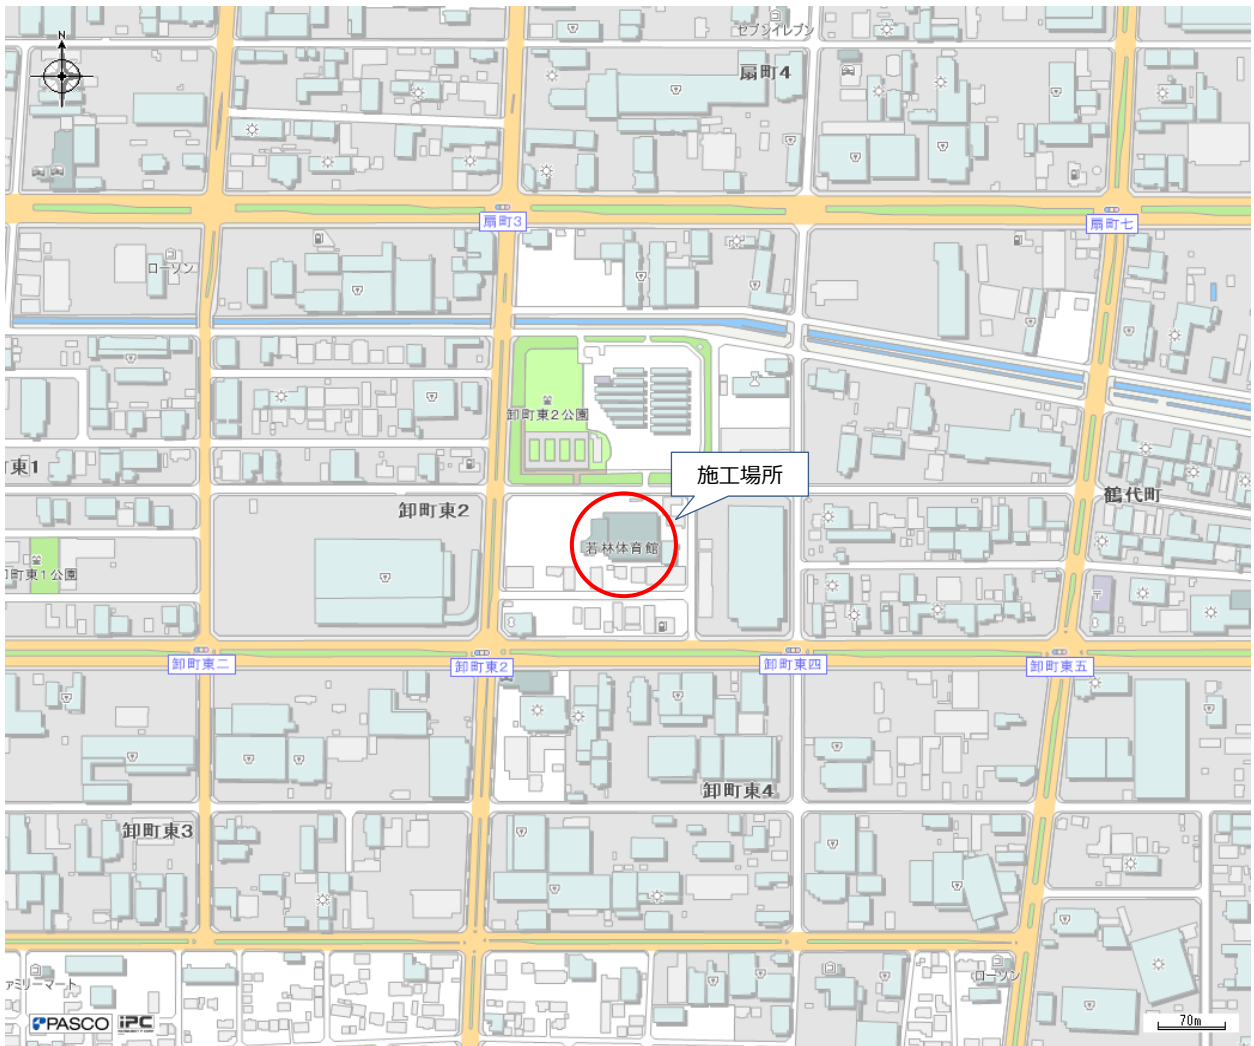 セブンイレブン
N
扇町4
扇町3
扇町七
ローソン
卸町東2公園
東1
施工場所
鶴代町
卸町東2
若林体育館
町東1公園
卸町東二
卸町東2
卸町東四
卸町東五
卸町東4
卸町東3
ァミリーマート
ローソン
PASCO iPC
70m